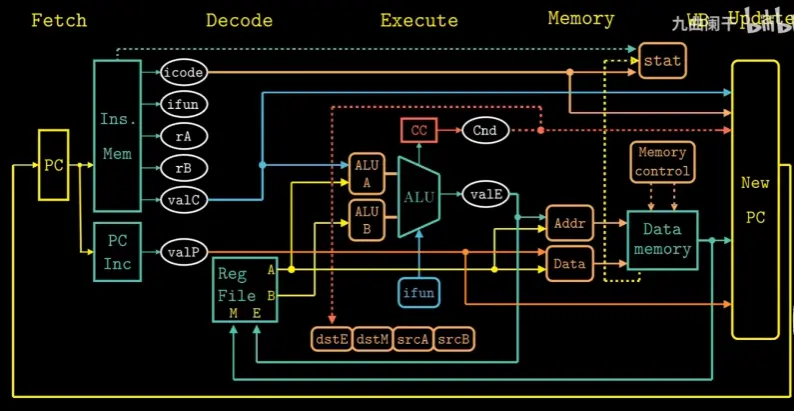 Fetch Decode Execute Memory WB Update
九曲阑干 bilibili
stat
icode
ifun
Ins.
Mem
rA
rB
valC
PC
PC
Inc
valP
CC
Cnd
ALU
A
ALU
B
ALU
valE
ifun
Memory
control
Addr
Data
Data
memory
New
PC
Reg
File
A
B
M E
dstE dstM srcA srcB